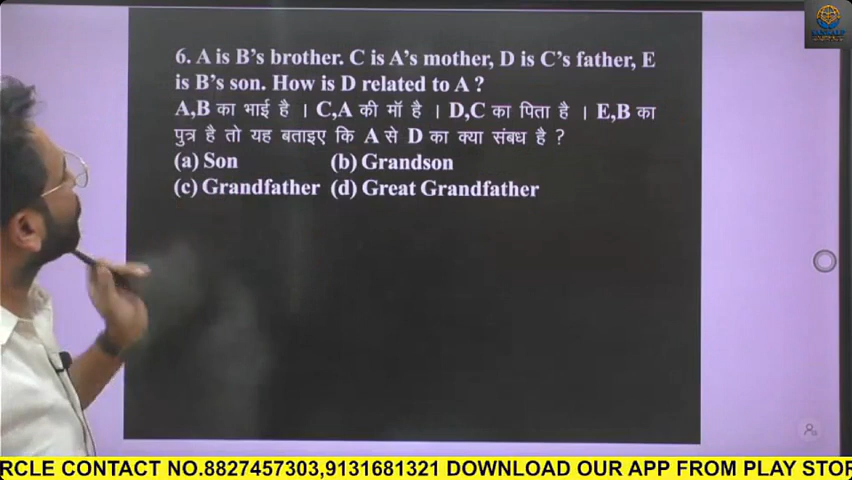 6. A is B's brother. C is A's mother, D is C's father, E
is B's son. How is D related to A ?
A,B का भाई है । C,A की मॉ है । D,C का पिता है । E,B का
पुत्र है तो यह बताइए कि A से D का क्या संबध है ?
(a) Son (b) Grandson
(c) Grandfather (d) Great Grandfather
RCLE CONTACT NO.8827457303,9131681321 DOWNLOAD OUR APP FROM PLAY STOR